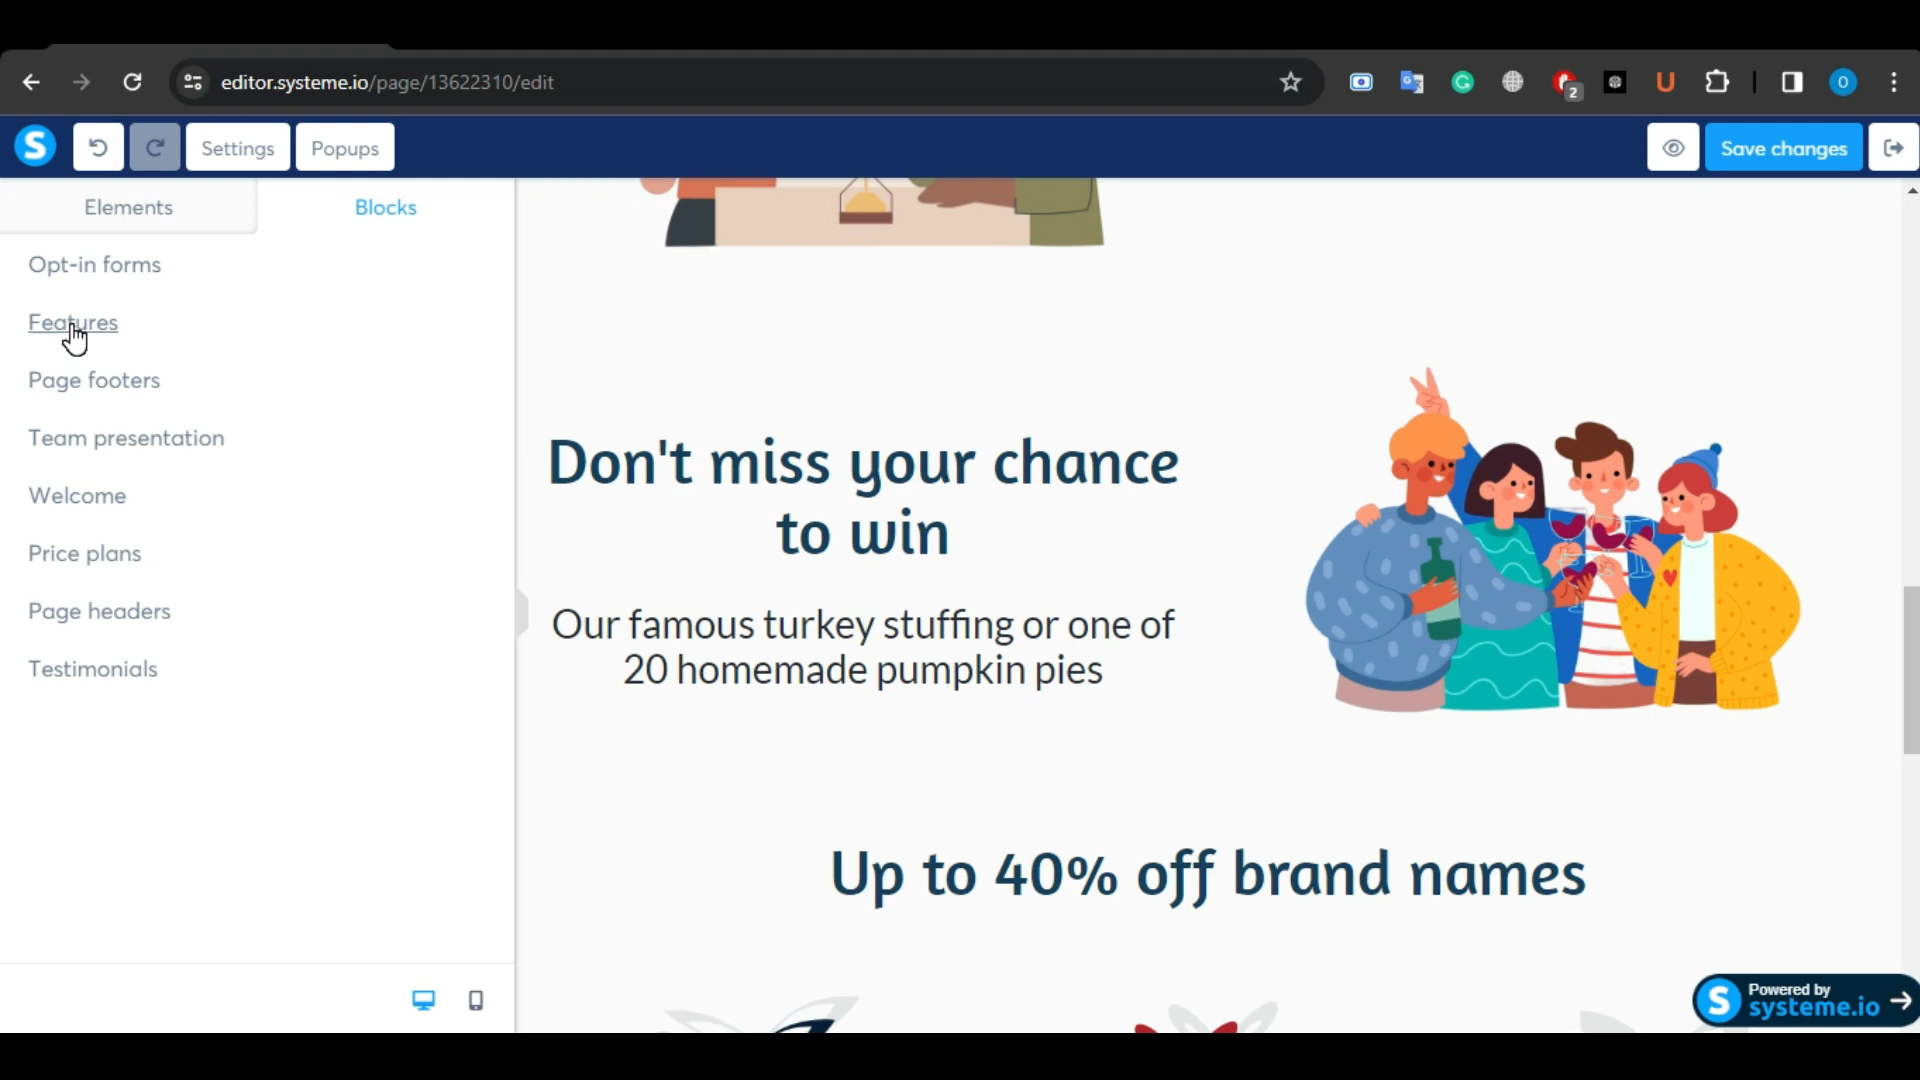 editor.systeme.io/page/13622310/edit
2
U
O
S
Settings
Popups
Save changes
Elements
Blocks
Opt-in forms
Features
Page footers
Team presentation
Welcome
Price plans
Page headers
Testimonials
Don't miss your chance
to win
Our famous turkey stuffing or one of
20 homemade pumpkin pies
Up to 40% off brand names
S
Powered by
systeme.io